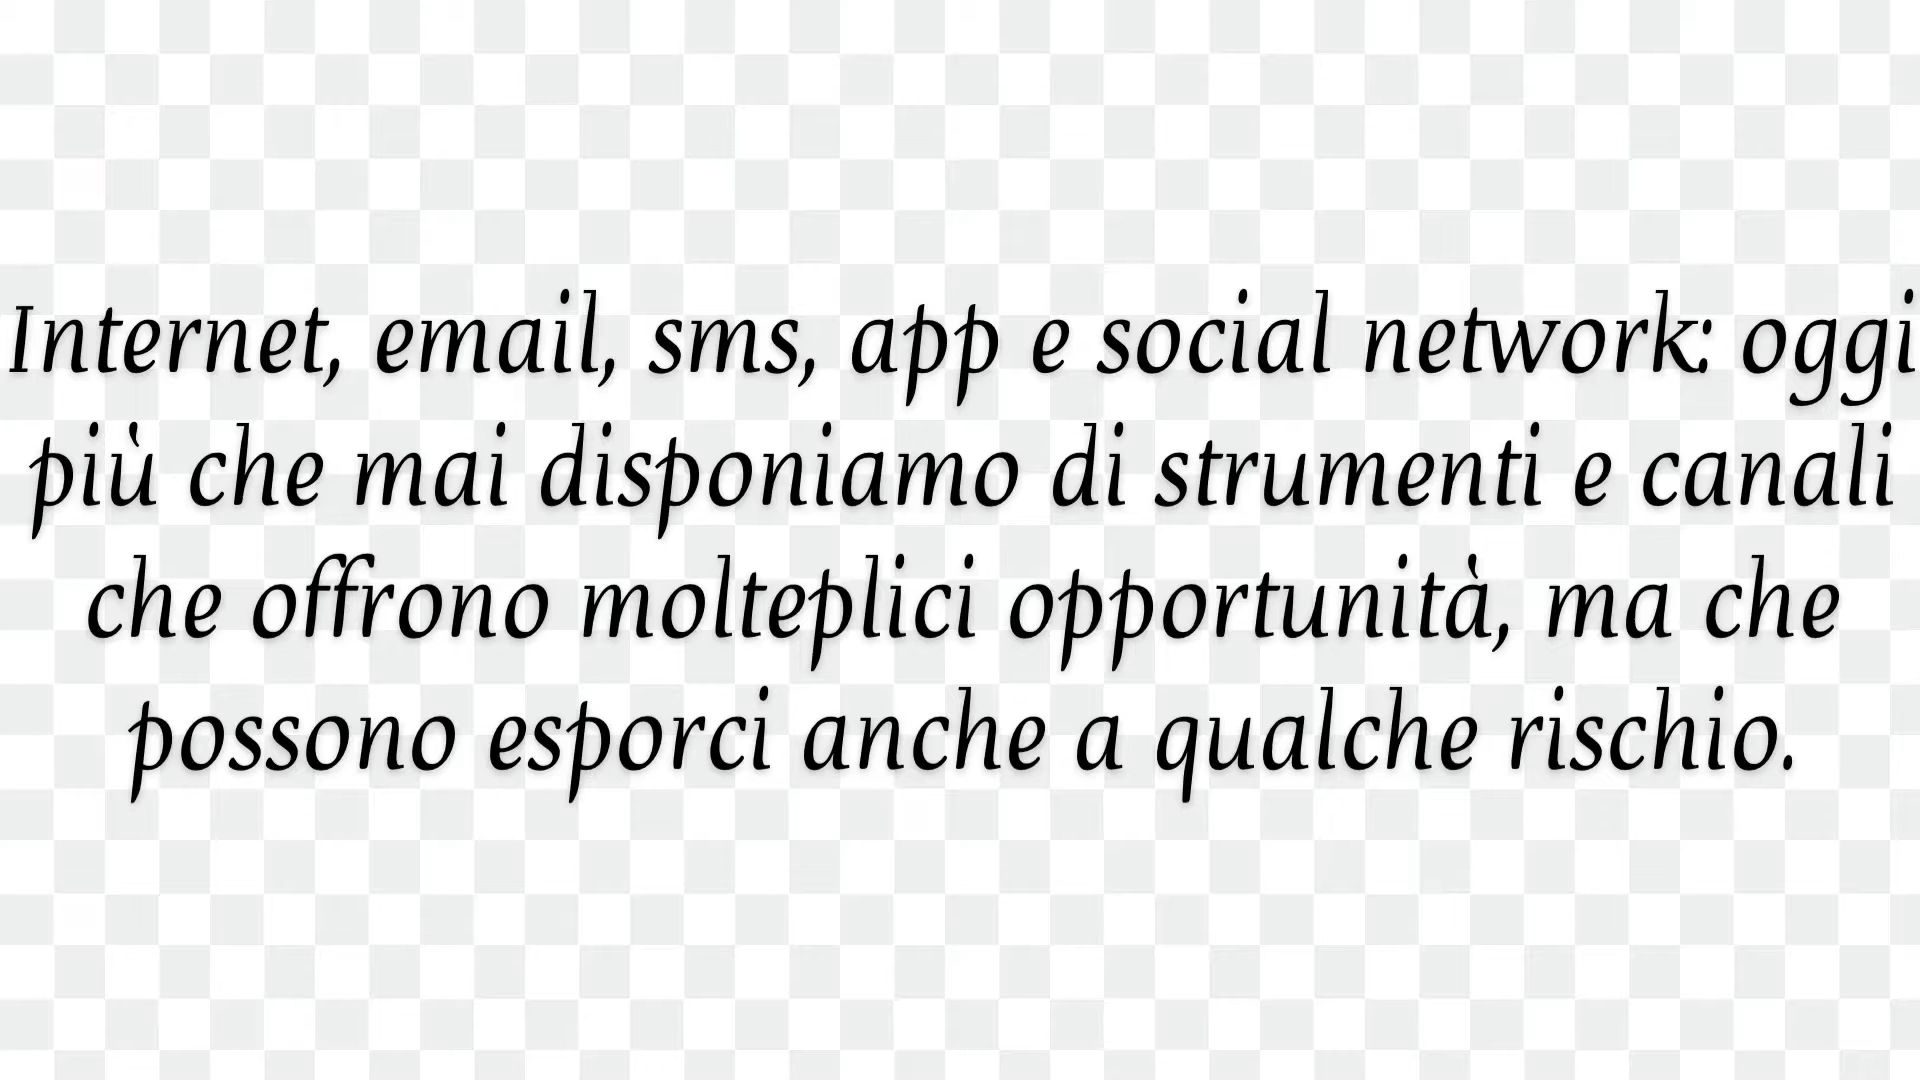 Internet, email, sms, app e social network: oggi
più che mai disponiamo di strumenti e canali
che offrono molteplici opportunità, ma che
possono esporci anche a qualche rischio.